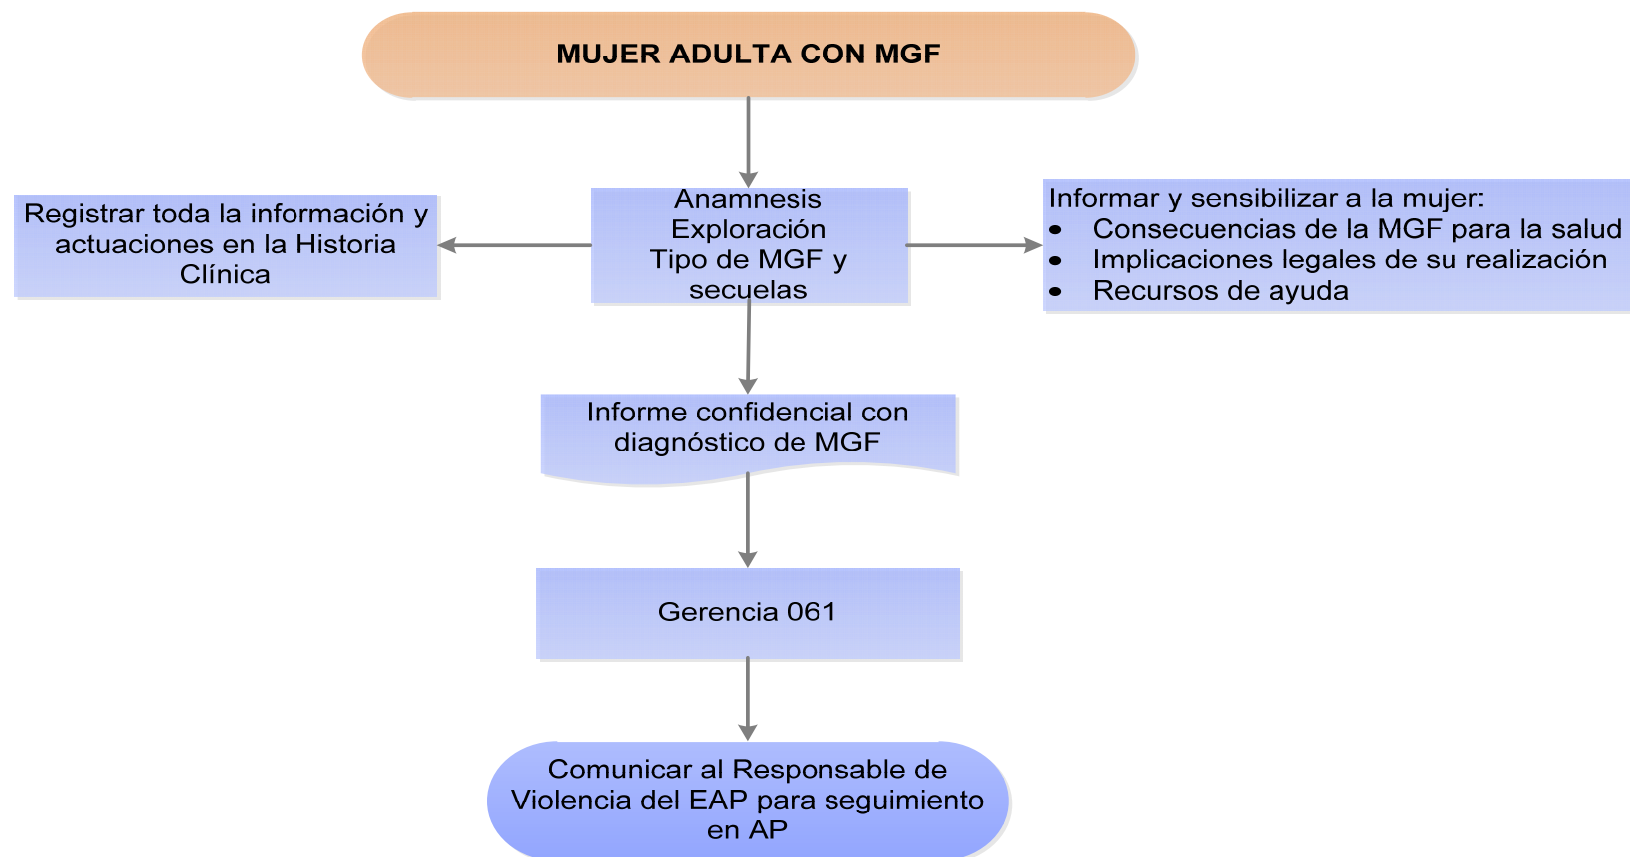 MUJER ADULTA CON MGF
Registrar toda la información y
actuaciones en la Historia
Clínica
Anamnesis
Exploración
Tipo de MGF y
secuelas
Informar y sensibilizar a la mujer:
• Consecuencias de la MGF para la salud
• Implicaciones legales de su realización
• Recursos de ayuda
Informe confidencial con
diagnóstico de MGF
Gerencia 061
Comunicar al Responsable de
Violencia del EAP para seguimiento
en AP